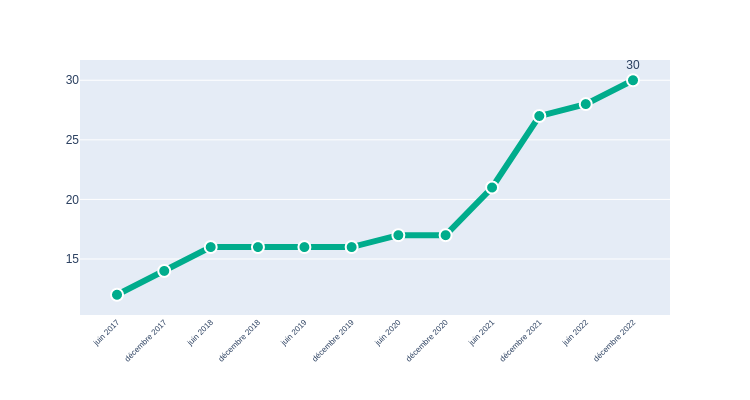 30
30
25
20
15
juin 2017
décembre 2017
juin 2018
décembre 2018
juin 2019
décembre 2019
juin 2020
décembre 2020
juin 2021
décembre 2021
juin 2022
décembre 2022